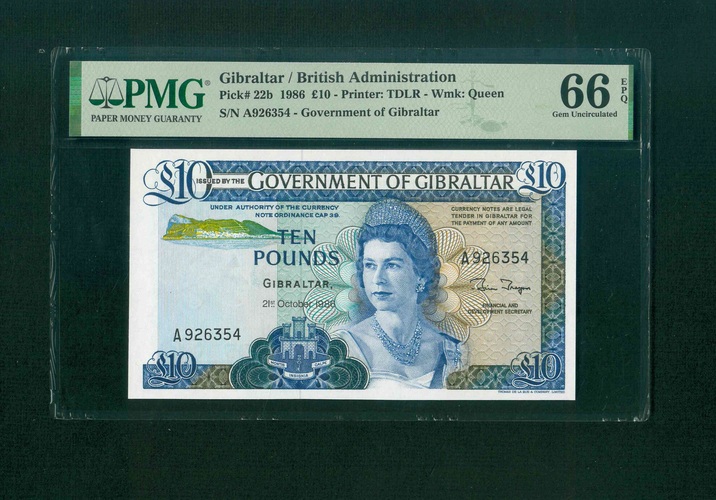 PMG
PAPER MONEY GUARANTY
Gibraltar / British Administration
Pick# 22b 1986 £10 - Printer: TDLR - Wmk: Queen
S/N A926354 - Government of Gibraltar
66 EPQ
Gem Uncirculated
£10 ISSUED BY THE GOVERNMENT OF GIBRALTAR £10
UNDER AUTHORITY OF THE CURRENCY
NOTE ORDINANCE CAP 39.
CURRENCY NOTES ARE LEGAL
TENDER IN GIBRALTAR FOR
THE PAYMENT OF ANY AMOUNT
TEN
POUNDS
A926354
GIBRALTAR,
21st October 1986
FINANCIAL AND
DEVELOPMENT SECRETARY
A926354
£10
£10